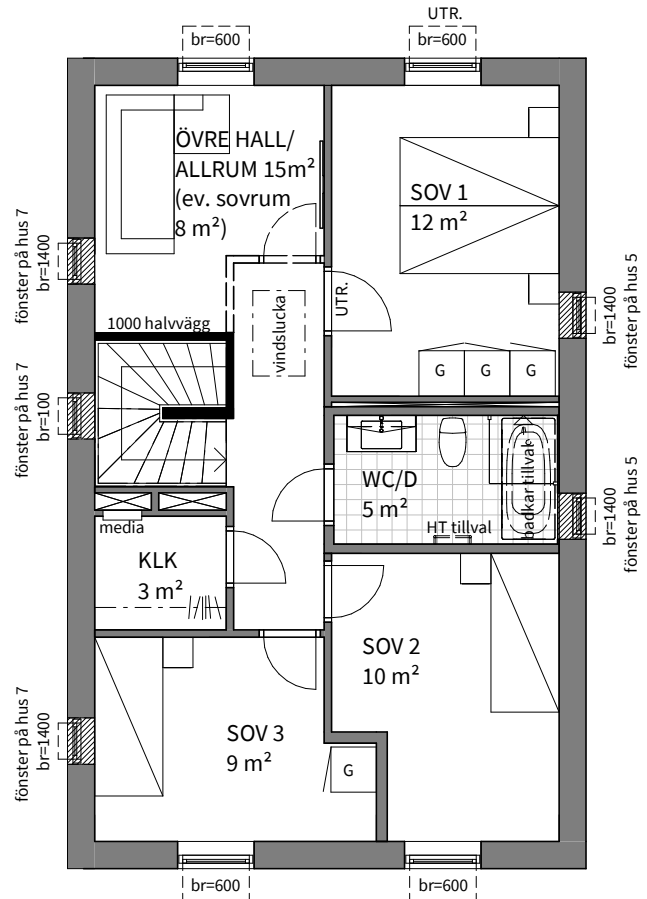 UTR.
br=600
br=600
ÖVRE HALL/
ALLRUM 15m²
(ev. sovrum
8 m²)
SOV 1
12 m²
fönster på hus 7
br=1400
UTR.
vindslucka
1000 halvvägg
fönster på hus 5
br=1400
G
G
G
fönster på hus 7
br=100
WC/D
5 m²
HT tillval
badkar tillval
br=1400
fönster på hus 5
media
KLK
3 m²
SOV 2
10 m²
SOV 3
9 m²
G
fönster på hus 7
br=1400
br=600
br=600